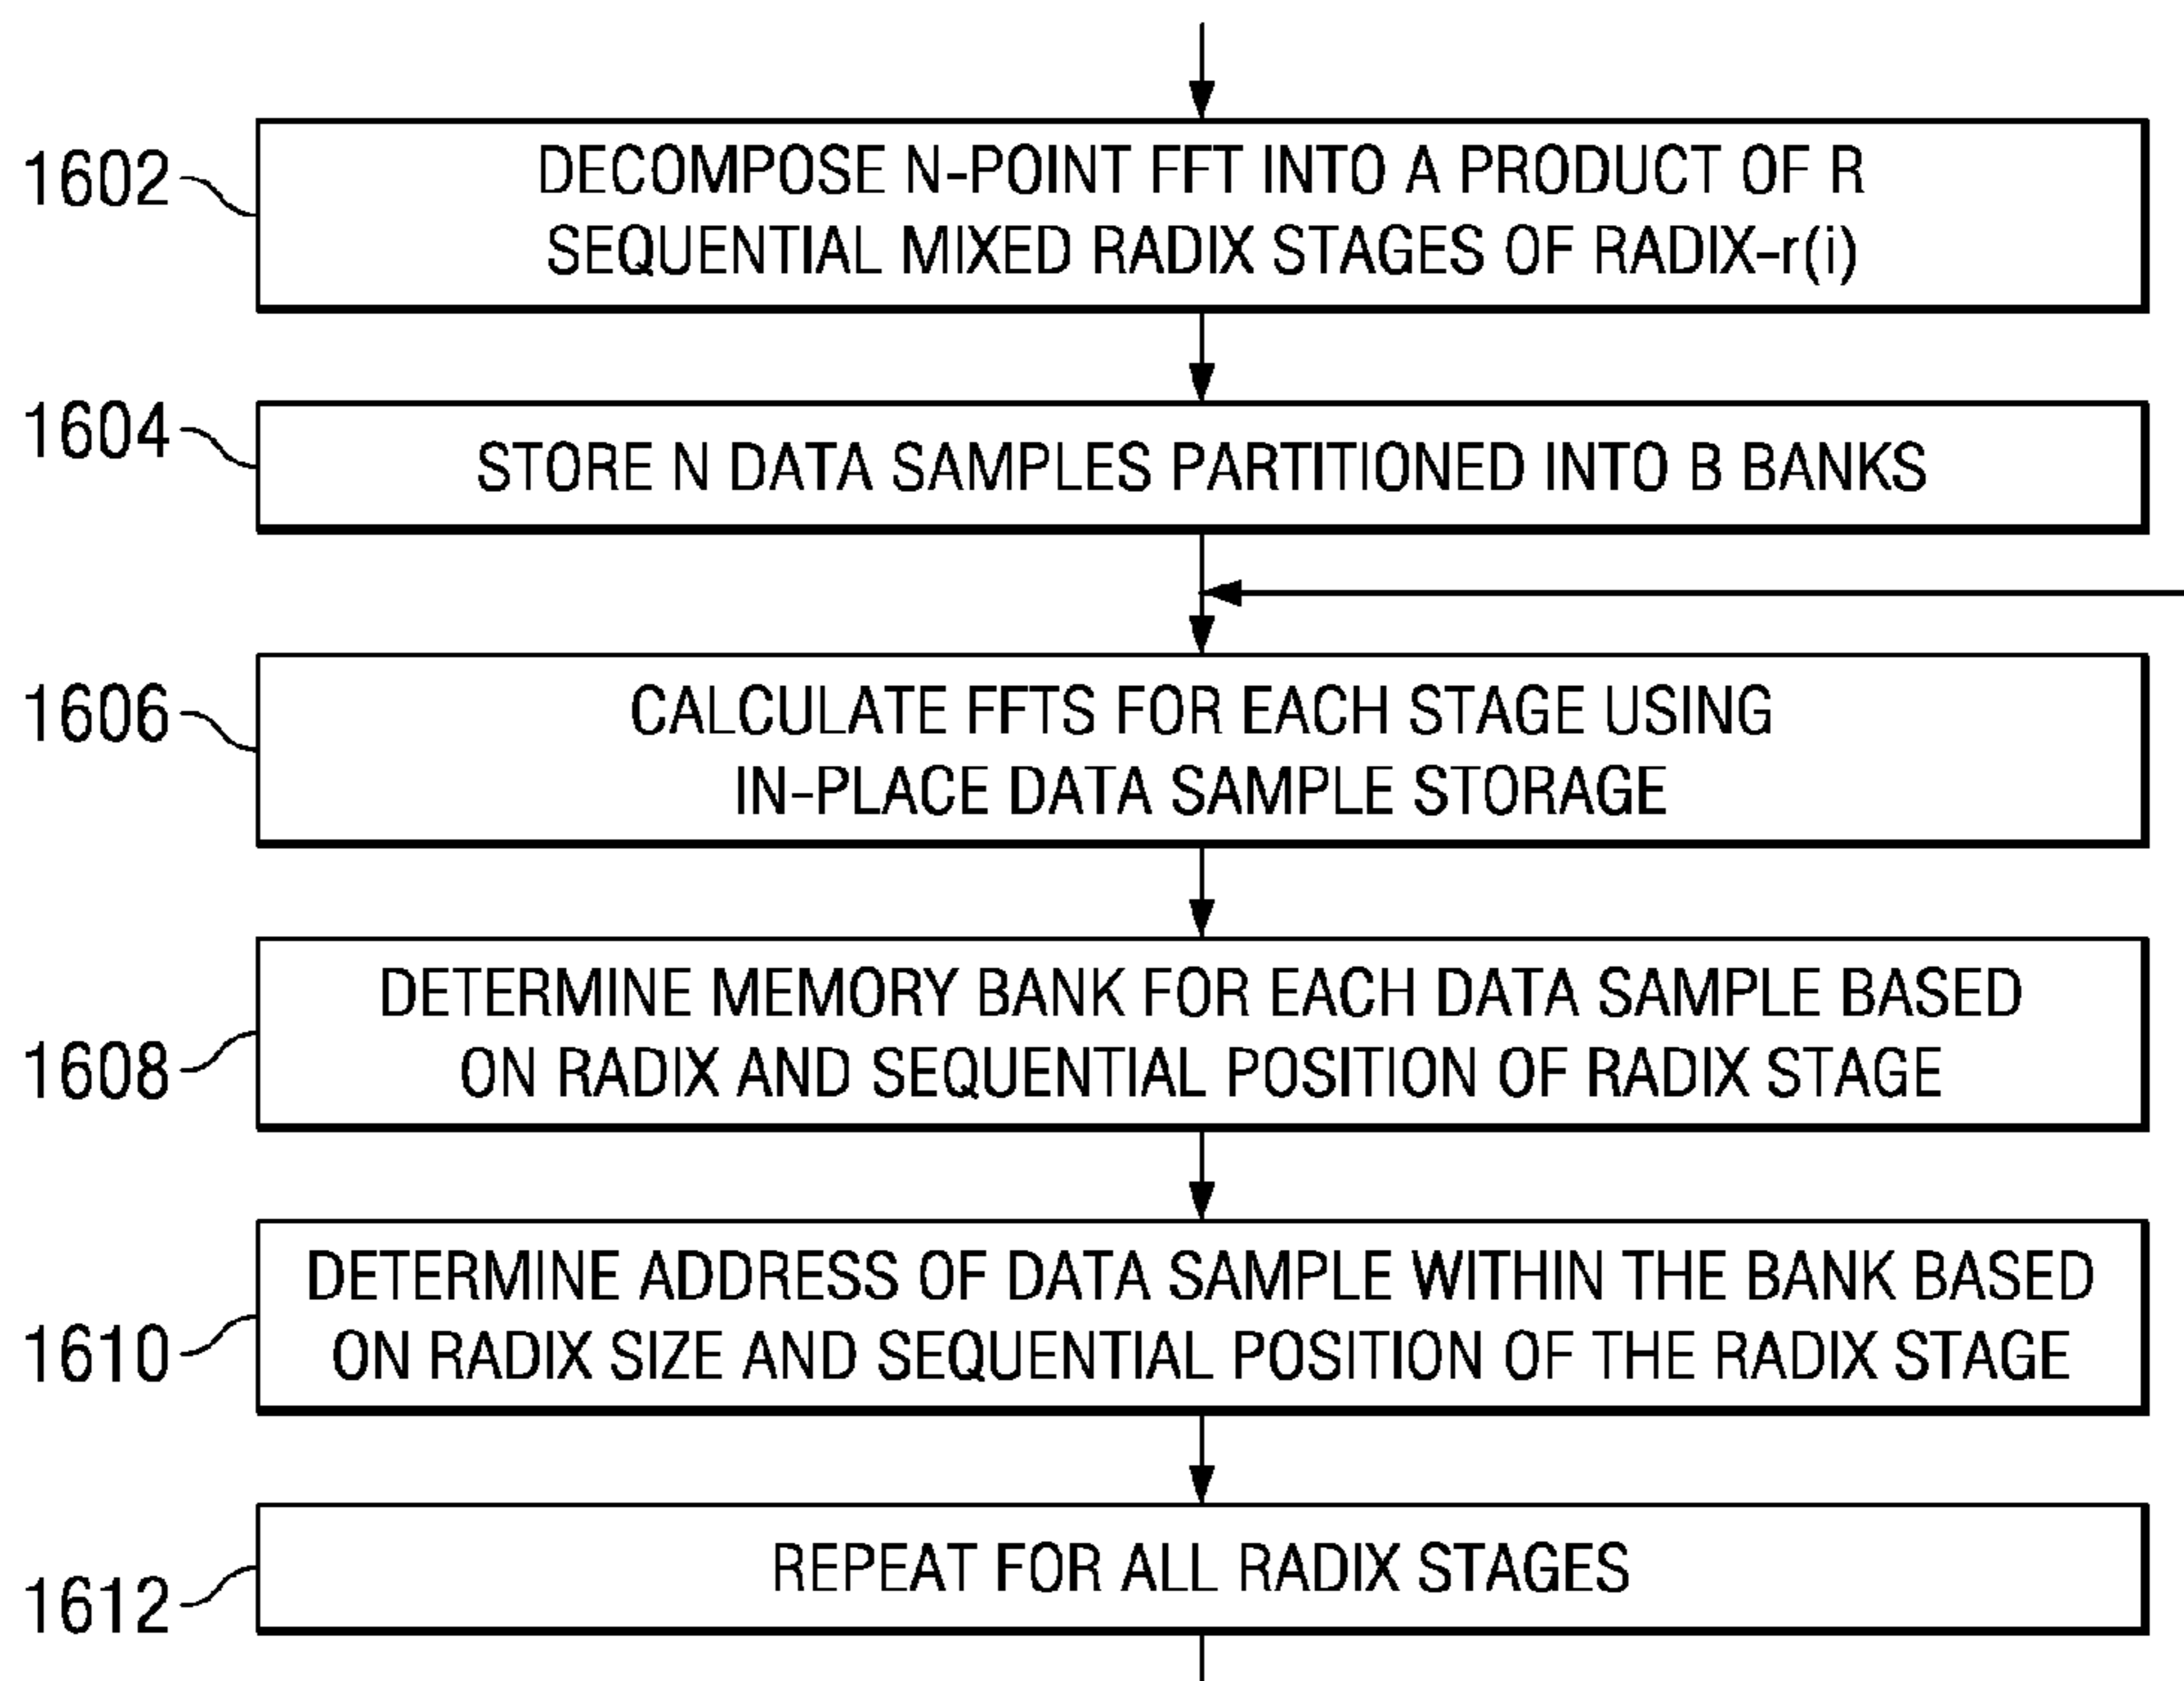 1602
DECOMPOSE N-POINT FFT INTO A PRODUCT OF R
SEQUENTIAL MIXED RADIX STAGES OF RADIX-r(i)
1604
STORE N DATA SAMPLES PARTITIONED INTO B BANKS
1606
CALCULATE FFTS FOR EACH STAGE USING
IN-PLACE DATA SAMPLE STORAGE
1608
DETERMINE MEMORY BANK FOR EACH DATA SAMPLE BASED
ON RADIX AND SEQUENTIAL POSITION OF RADIX STAGE
1610
DETERMINE ADDRESS OF DATA SAMPLE WITHIN THE BANK BASED
ON RADIX SIZE AND SEQUENTIAL POSITION OF THE RADIX STAGE
1612
REPEAT FOR ALL RADIX STAGES